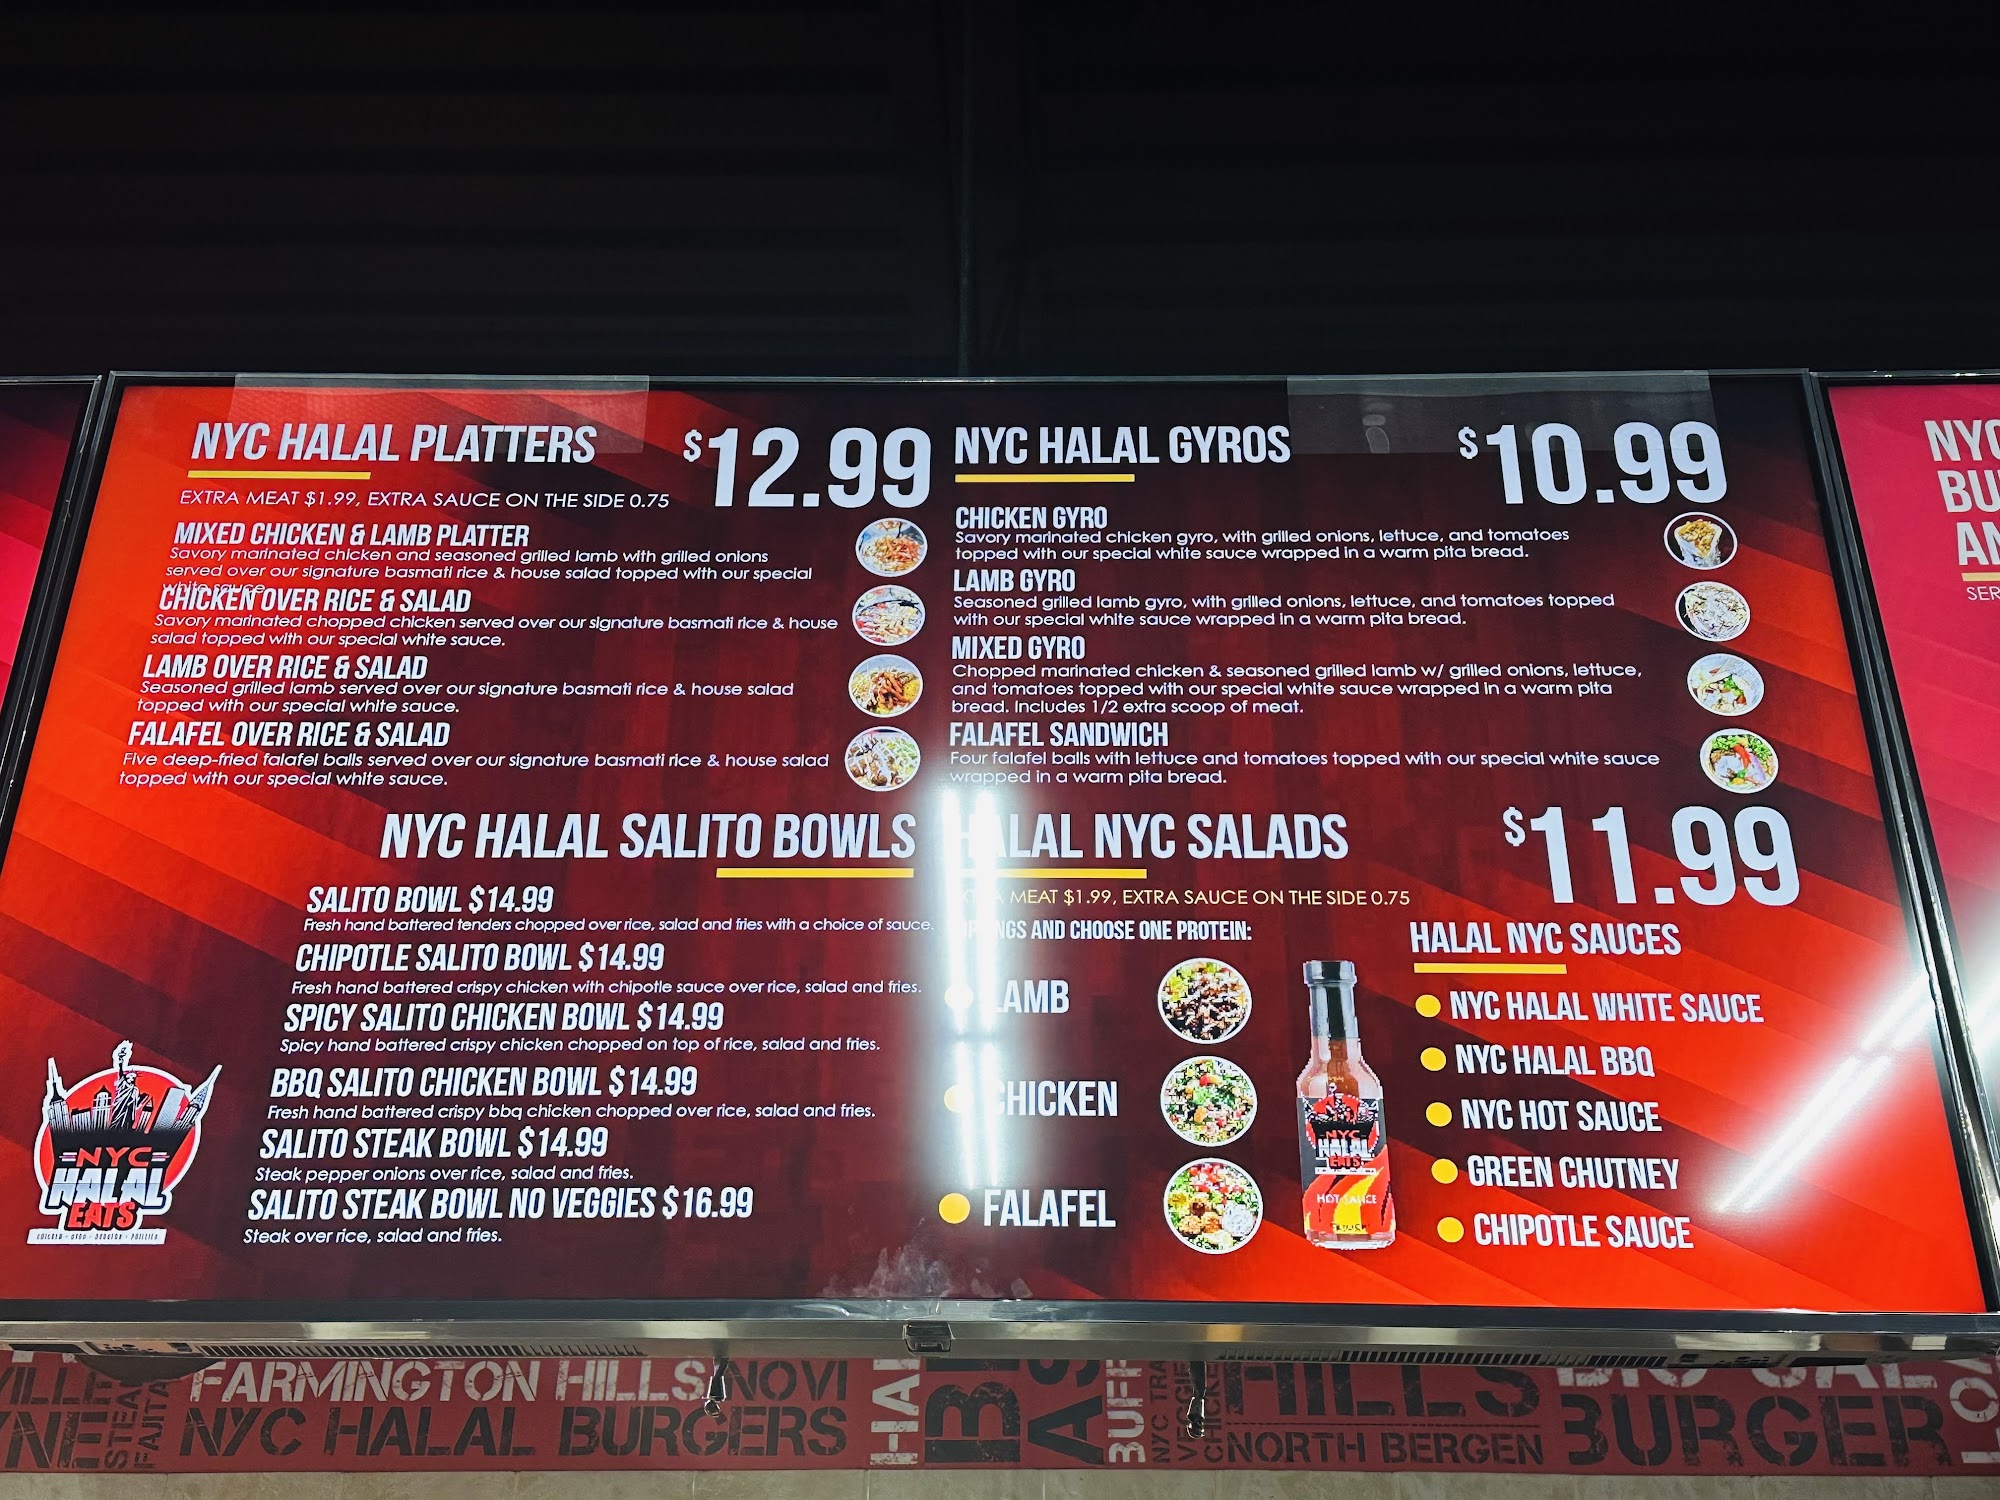 NYC HALAL PLATTERS
$12.99
EXTRA MEAT $1.99, EXTRA SAUCE ON THE SIDE 0.75
MIXED CHICKEN & LAMB PLATTER
Savory marinated chicken and seasoned grilled lamb with grilled onions
served over our signature basmati rice & house salad topped with our special
white sauce.
CHICKEN OVER RICE & SALAD
Savory marinated chopped chicken served over our signature basmati rice & house
salad topped with our special white sauce.
LAMB OVER RICE & SALAD
Seasoned grilled lamb served over our signature basmati rice & house salad
topped with our special white sauce.
FALAFEL OVER RICE & SALAD
Five deep-fried falafel balls served over our signature basmati rice & house salad
topped with our special white sauce.
NYC HALAL GYROS
$10.99
CHICKEN GYRO
Savory marinated chicken gyro, with grilled onions, lettuce, and tomatoes
topped with our special white sauce wrapped in a warm pita bread.
LAMB GYRO
Seasoned grilled lamb gyro, with grilled onions, lettuce, and tomatoes topped
with our special white sauce wrapped in a warm pita bread.
MIXED GYRO
Chopped marinated chicken & seasoned grilled lamb w/ grilled onions, lettuce,
and tomatoes topped with our special white sauce wrapped in a warm pita
bread. Includes 1/2 extra scoop of meat.
FALAFEL SANDWICH
Four falafel balls with lettuce and tomatoes topped with our special white sauce
wrapped in a warm pita bread.
NYC HALAL SALITO BOWLS
SALITO BOWL $14.99
Fresh hand battered tenders chopped over rice, salad and fries with a choice of sauce.
CHIPOTLE SALITO BOWL $14.99
Fresh hand battered crispy chicken with chipotle sauce over rice, salad and fries.
SPICY SALITO CHICKEN BOWL $14.99
Spicy hand battered crispy chicken chopped on top of rice, salad and fries.
BBQ SALITO CHICKEN BOWL $14.99
Fresh hand battered crispy bbq chicken chopped over rice, salad and fries.
SALITO STEAK BOWL $14.99
Steak pepper onions over rice, salad and fries.
SALITO STEAK BOWL NO VEGGIES $16.99
Steak over rice, salad and fries.
HALAL NYC SALADS
$11.99
EXTRA MEAT $1.99, EXTRA SAUCE ON THE SIDE 0.75
AND CHOOSE ONE PROTEIN:
LAMB
CHICKEN
FALAFEL
HALAL NYC SAUCES
NYC HALAL WHITE SAUCE
NYC HALAL BBQ
NYC HOT SAUCE
GREEN CHUTNEY
CHIPOTLE SAUCE
NYC
HALAL
EATS
NYC
HALAL
EATS
HOT SAUCE
NYC
BU
AN
SER
FARMINGTON HILLS NOVI
NYC HALAL BURGERS
STEAK
HILLS
NORTH BERGEN
BURGER